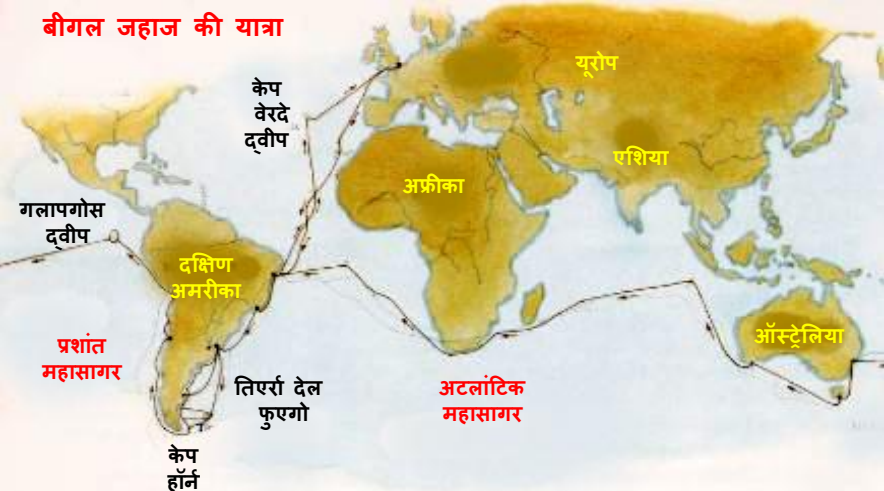 बीगल जहाज की यात्रा
केप
वेरदे
द्वीप
यूरोप
एशिया
अफ्रीका
गलापगोस
द्वीप
दक्षिण
अमरीका
प्रशांत
महासागर
तिएर्रा देल
फुएगो
अटलांटिक
महासागर
ऑस्ट्रेलिया
केप
हॉर्न